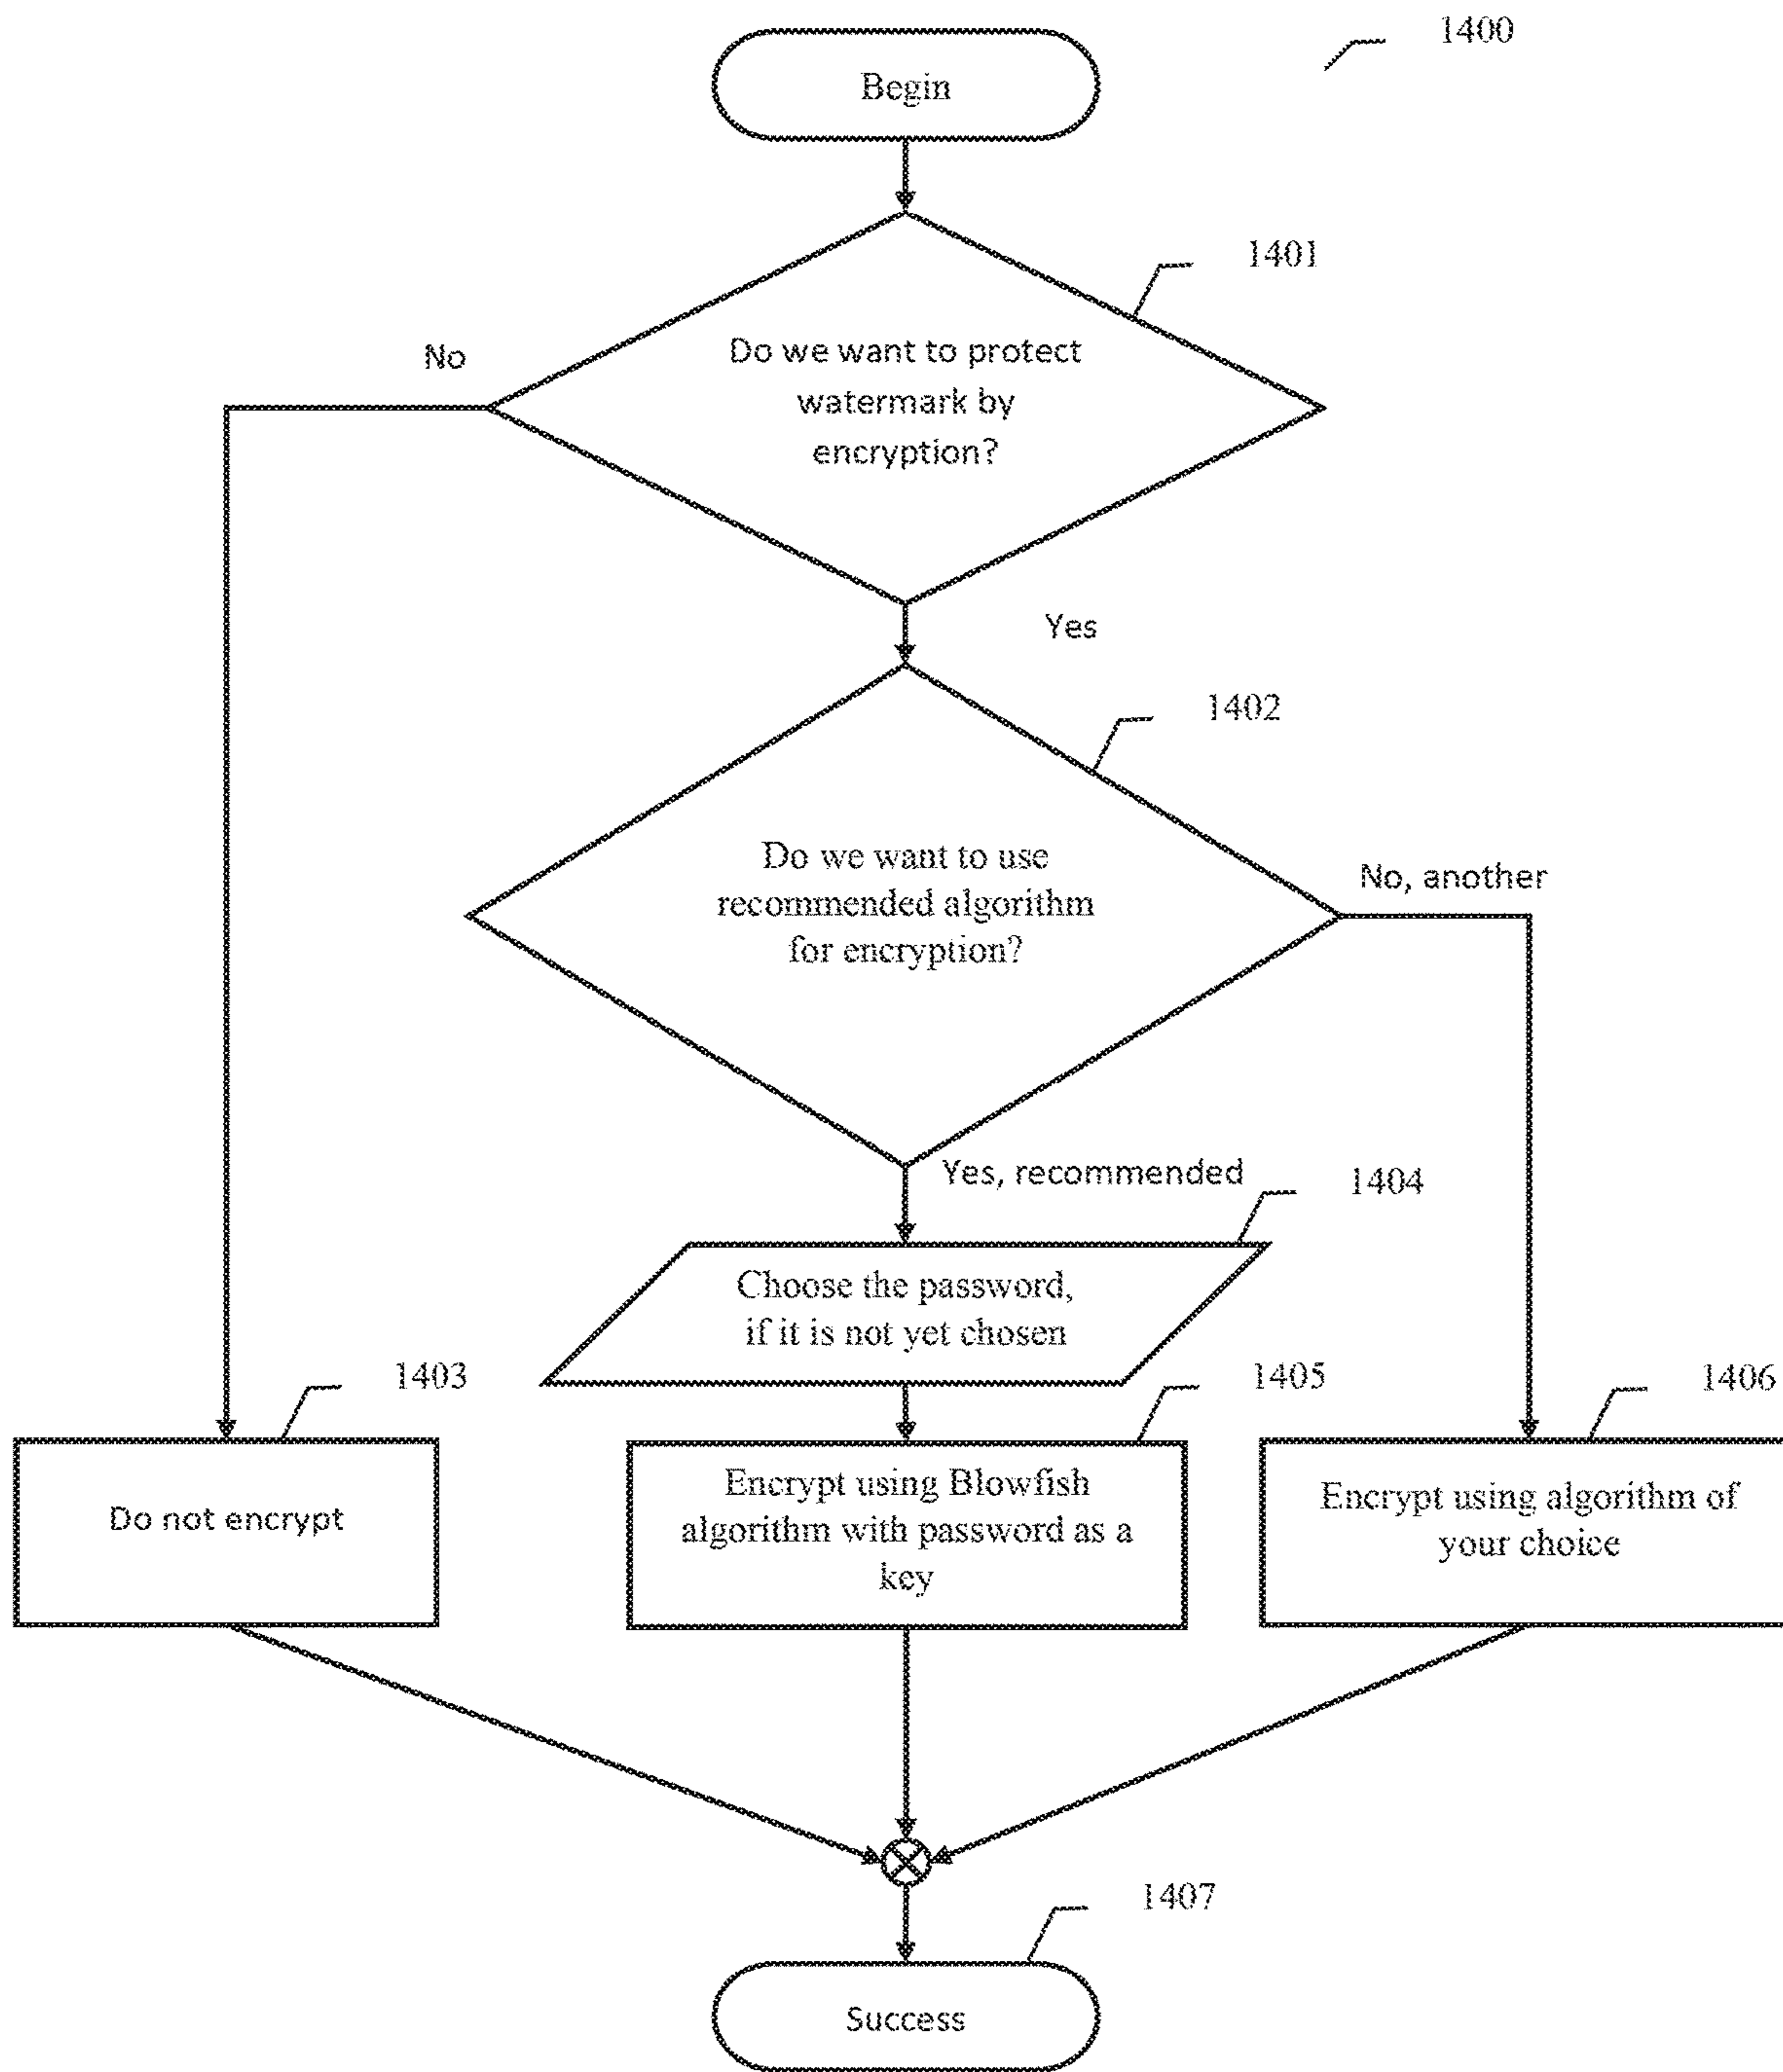 1400
Begin
1401
No
Do we want to protect
watermark by
encryption?
Yes
1402
Do we want to use
recommended algorithm
for encryption?
No, another
Yes, recommended
1404
Choose the password,
if it is not yet chosen
1403
1405
1406
Do not encrypt
Encrypt using Blowfish
algorithm with password as a
key
Encrypt using algorithm of
your choice
1407
Success